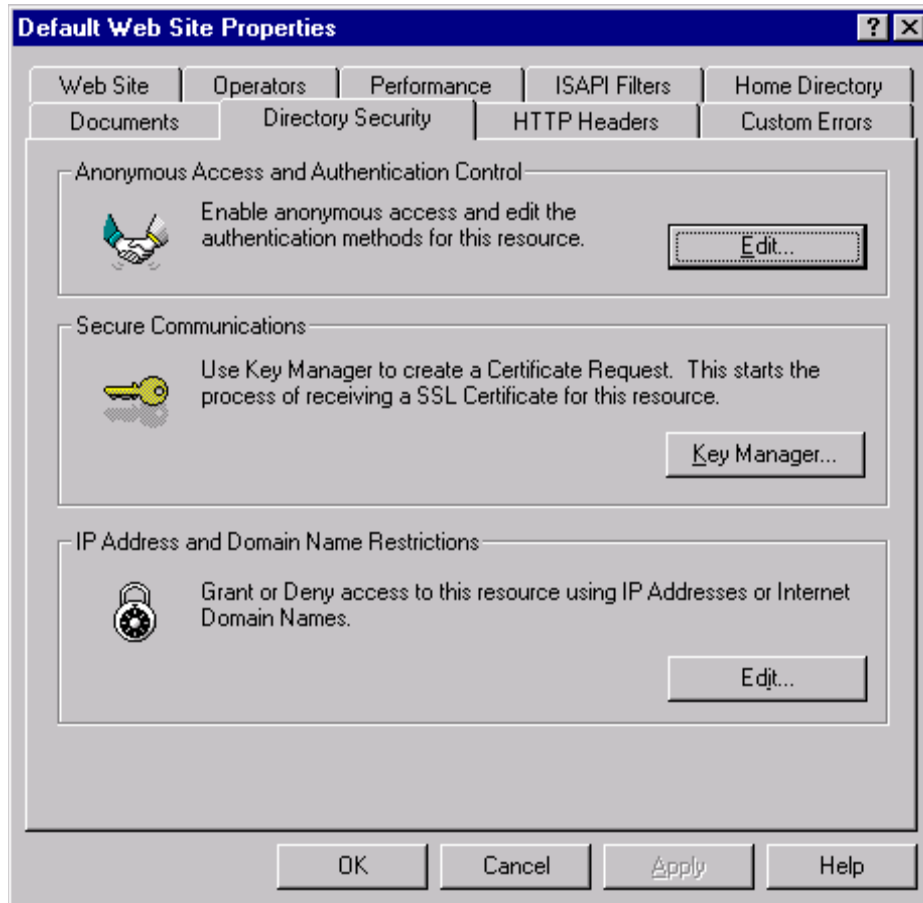 Default Web Site Properties
Web Site Operators Performance ISAPI Filters Home Directory
Documents Directory Security HTTP Headers Custom Errors
Anonymous Access and Authentication Control
Enable anonymous access and edit the
authentication methods for this resource.
Edit...
Secure Communications
Use Key Manager to create a Certificate Request. This starts the
process of receiving a SSL Certificate for this resource.
Key Manager...
IP Address and Domain Name Restrictions
Grant or Deny access to this resource using IP Addresses or Internet
Domain Names.
Edit...
OK Cancel Apply Help